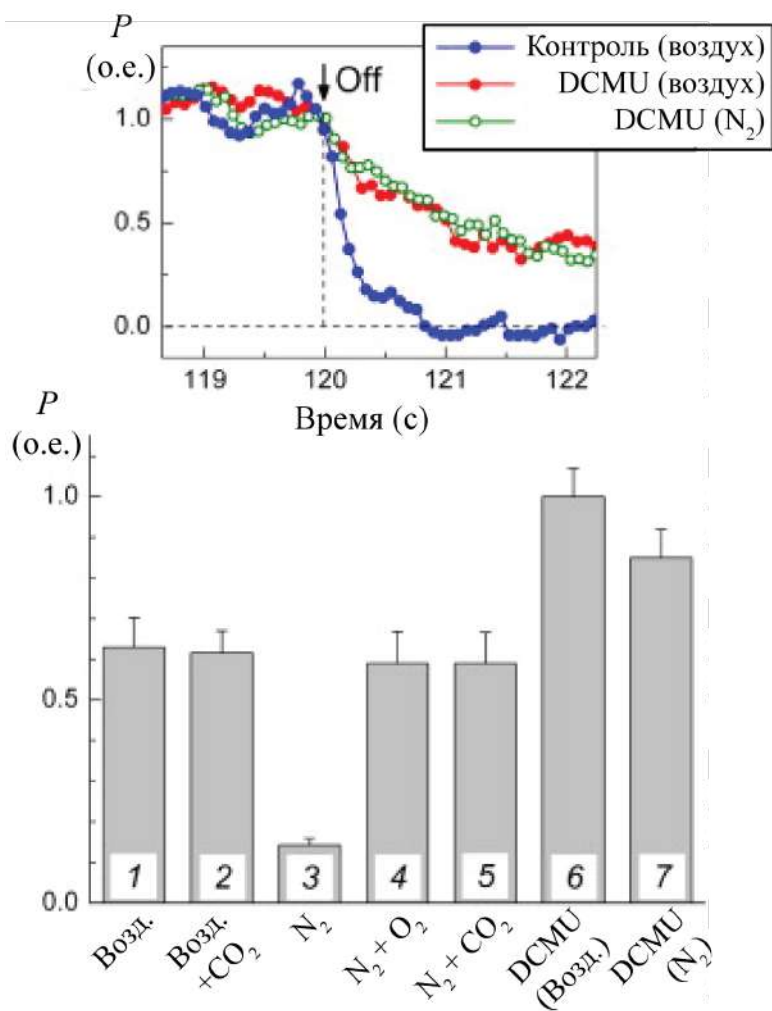 P
(о.е.)
Off
Контроль (воздух)
DCMU (воздух)
DCMU (N₂)
1.0
0.5
0.0
119
120
121
122
Время (с)
P
(о.е.)
1.0
0.5
0.0
1
2
3
4
5
6
7
Возд.
Возд.
+CO₂
N₂
N₂ + O₂
N₂ + CO₂
DCMU
(Возд.)
DCMU
(N₂)